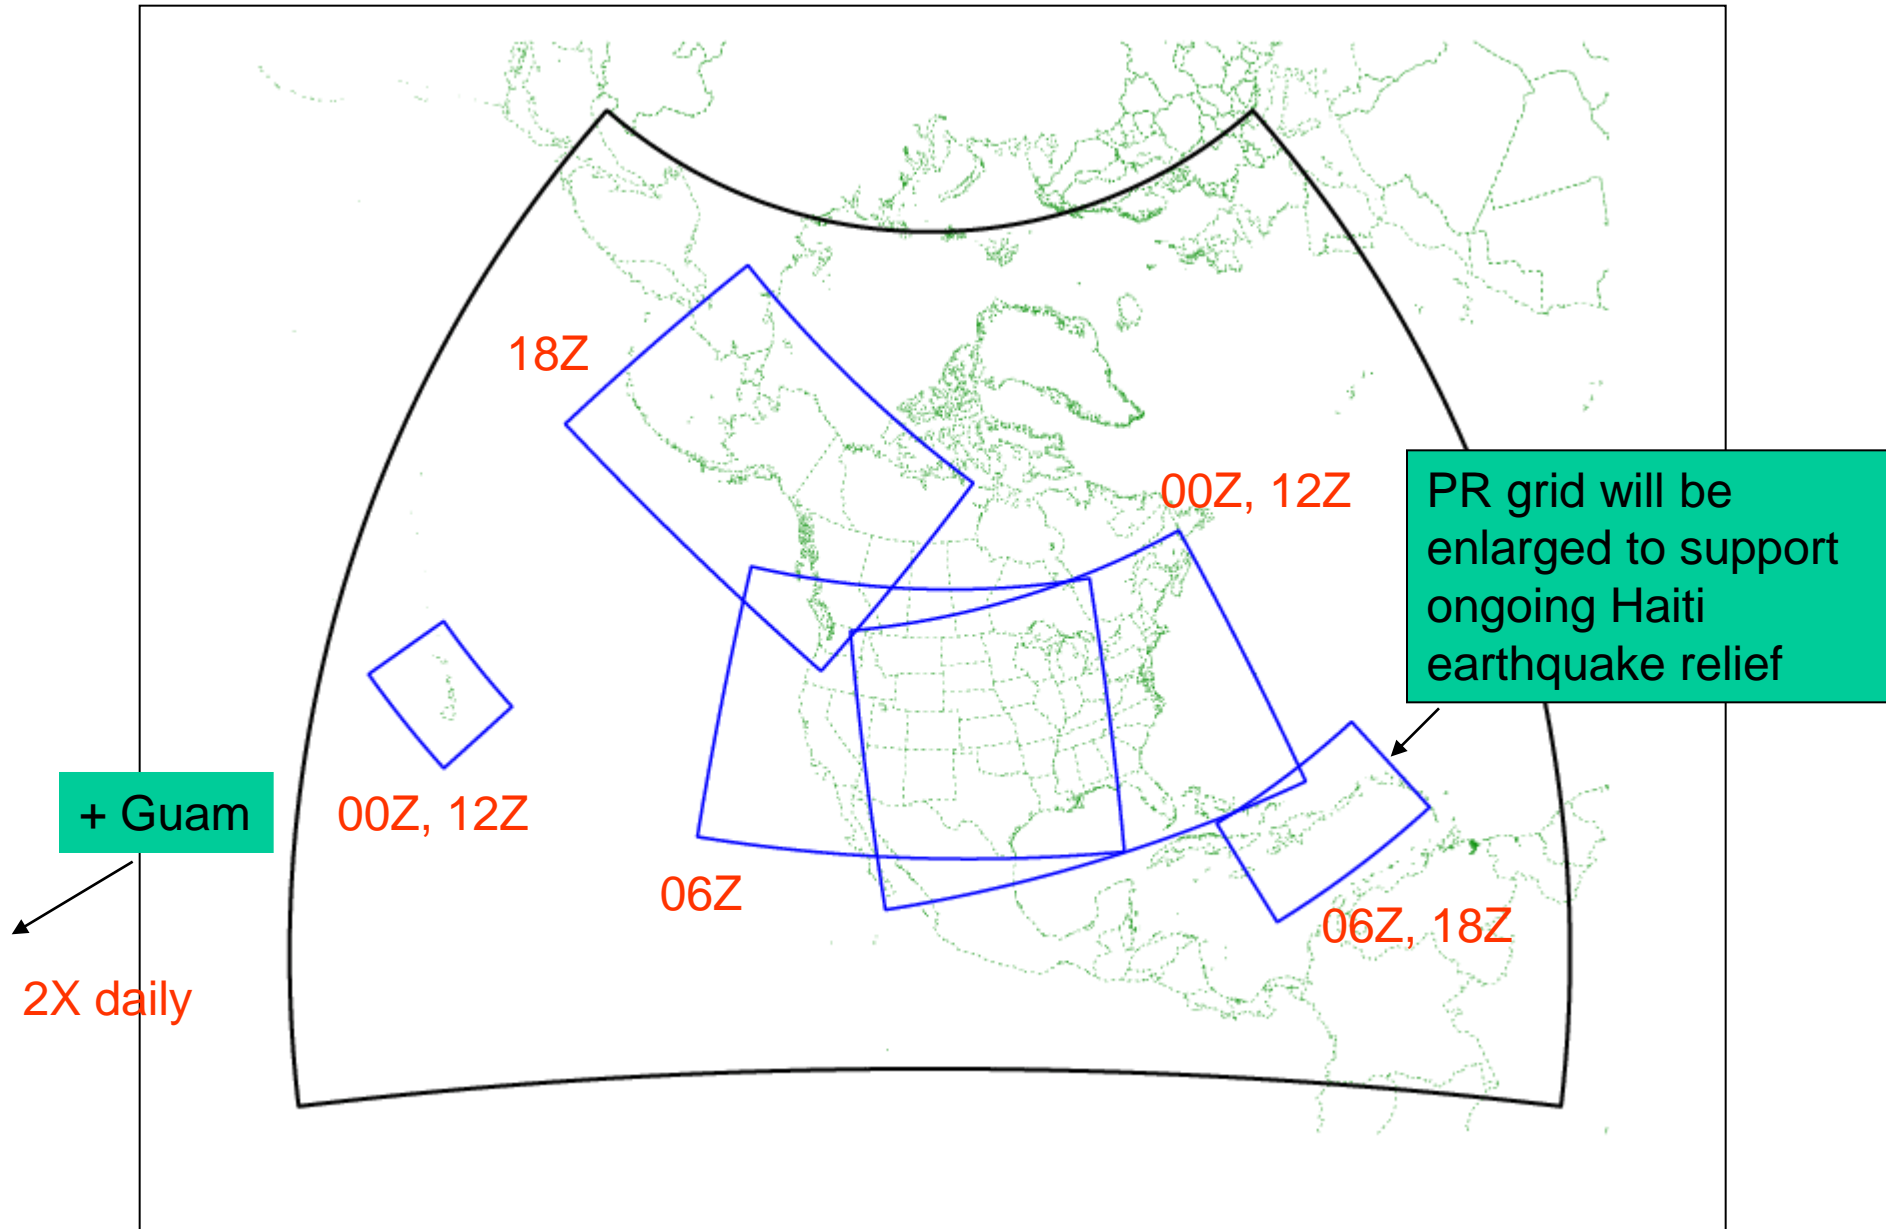 18Z
00Z, 12Z
PR grid will be
enlarged to support
ongoing Haiti
earthquake relief
+ Guam
00Z, 12Z
06Z
06Z, 18Z
2X daily